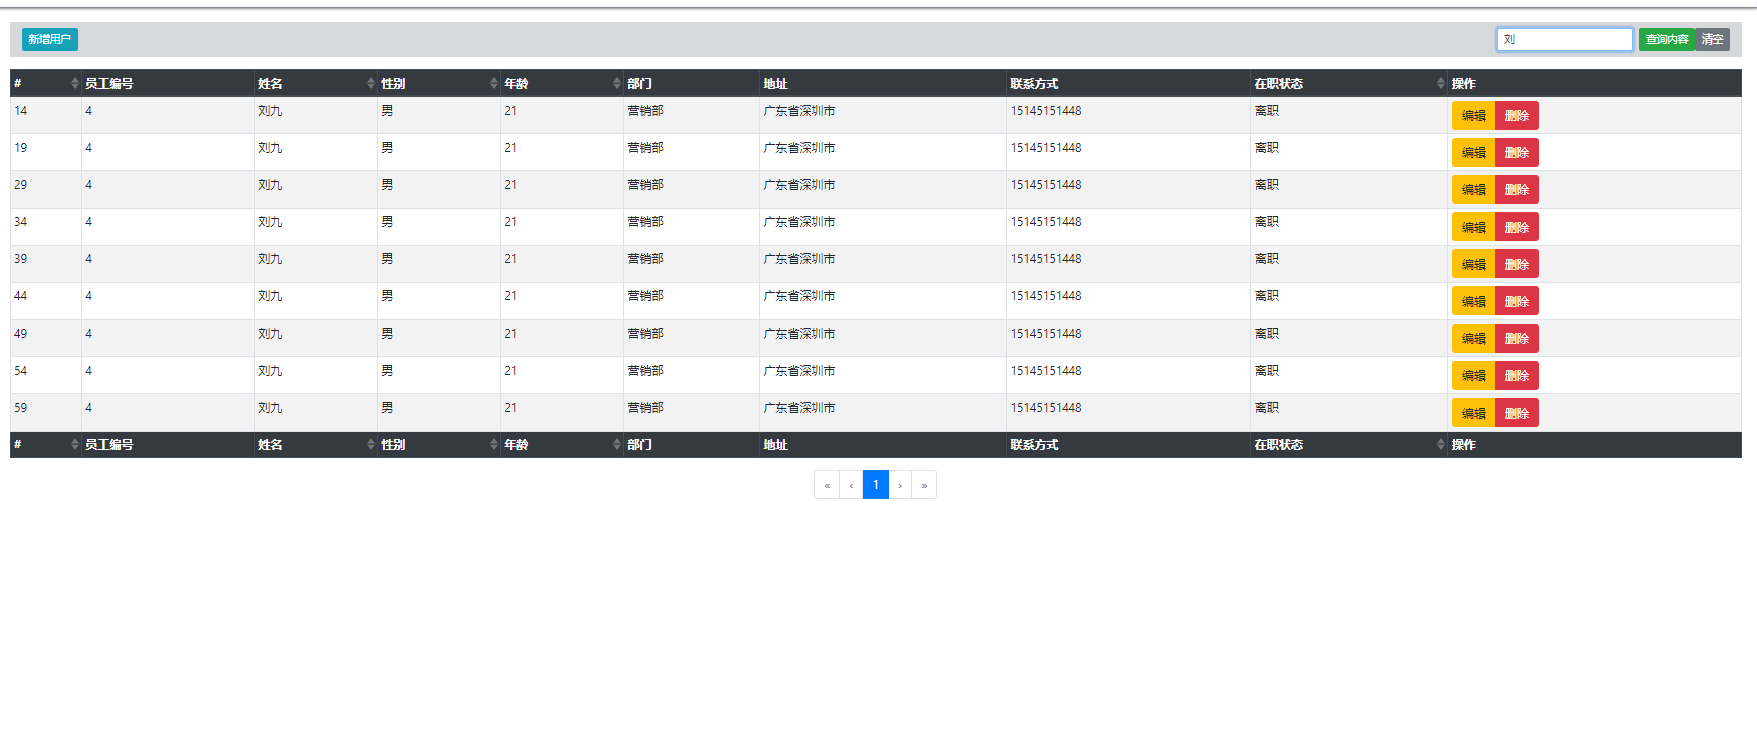 新增用户 刘 查询内容 清空
# 员工编号 姓名 性别 年龄 部门 地址 联系方式 在职状态 操作
14 4 刘九 男 21 营销部 广东省深圳市 15145151448 离职 编辑 删除
19 4 刘九 男 21 营销部 广东省深圳市 15145151448 离职 编辑 删除
29 4 刘九 男 21 营销部 广东省深圳市 15145151448 离职 编辑 删除
34 4 刘九 男 21 营销部 广东省深圳市 15145151448 离职 编辑 删除
39 4 刘九 男 21 营销部 广东省深圳市 15145151448 离职 编辑 删除
44 4 刘九 男 21 营销部 广东省深圳市 15145151448 离职 编辑 删除
49 4 刘九 男 21 营销部 广东省深圳市 15145151448 离职 编辑 删除
54 4 刘九 男 21 营销部 广东省深圳市 15145151448 离职 编辑 删除
59 4 刘九 男 21 营销部 广东省深圳市 15145151448 离职 编辑 删除
# 员工编号 姓名 性别 年龄 部门 地址 联系方式 在职状态 操作
« ‹ 1 › »